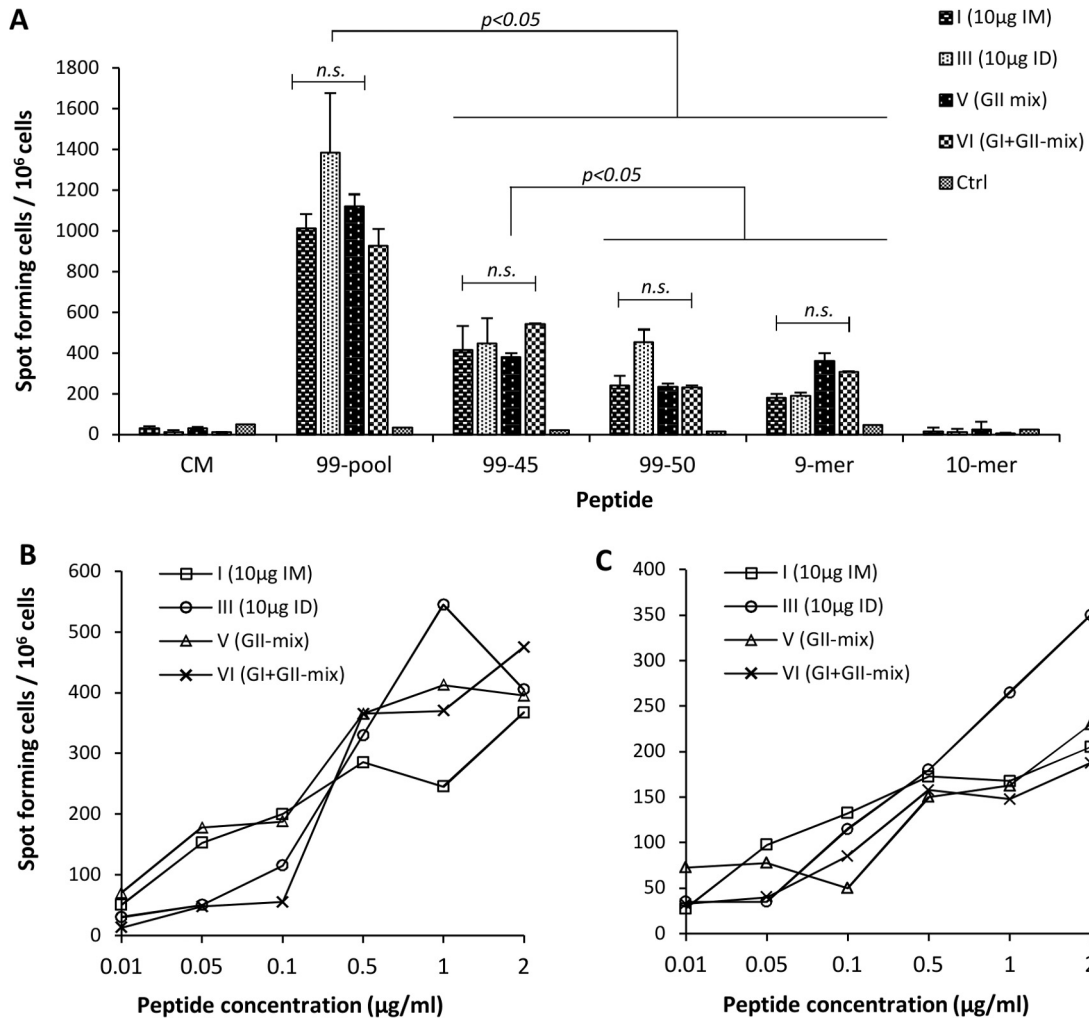 A
p<0.05
I (10µg IM)
III (10µg ID)
V (GII mix)
VI (GI+GII-mix)
Ctrl
Spot forming cells / 10⁶ cells
1800
1600
1400
1200
1000
800
600
400
200
0
n.s.
p<0.05
n.s.
n.s.
n.s.
CM
99-pool
99-45
99-50
9-mer
10-mer
Peptide
B
I (10µg IM)
III (10µg ID)
V (GII-mix)
VI (GI+GII-mix)
Spot forming cells / 10⁶ cells
600
500
400
300
200
100
0
0.01
0.05
0.1
0.5
1
2
Peptide concentration (µg/ml)
C
I (10µg IM)
III (10µg ID)
V (GII-mix)
VI (GI+GII-mix)
400
350
300
250
200
150
100
50
0
0.01
0.05
0.1
0.5
1
2
Peptide concentration (µg/ml)